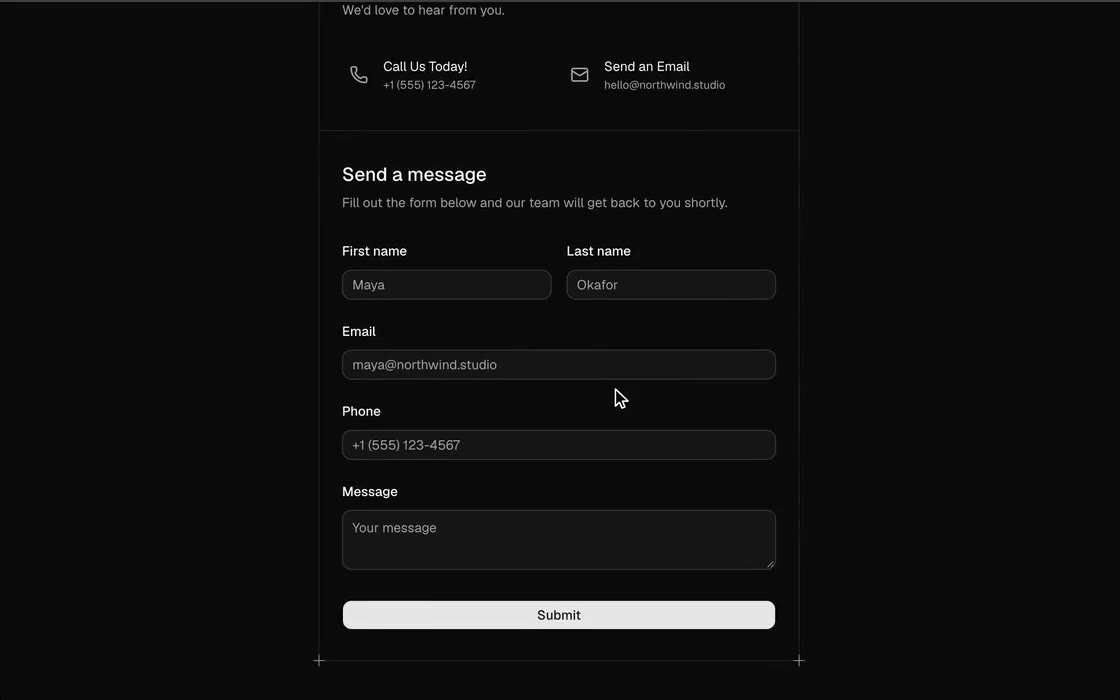 We'd love to hear from you.
Call Us Today!
+1 (555) 123-4567
Send an Email
hello@northwind.studio
Send a message
Fill out the form below and our team will get back to you shortly.
First name
Last name
Maya
Okafor
Email
maya@northwind.studio
Phone
+1 (555) 123-4567
Message
Your message
Submit